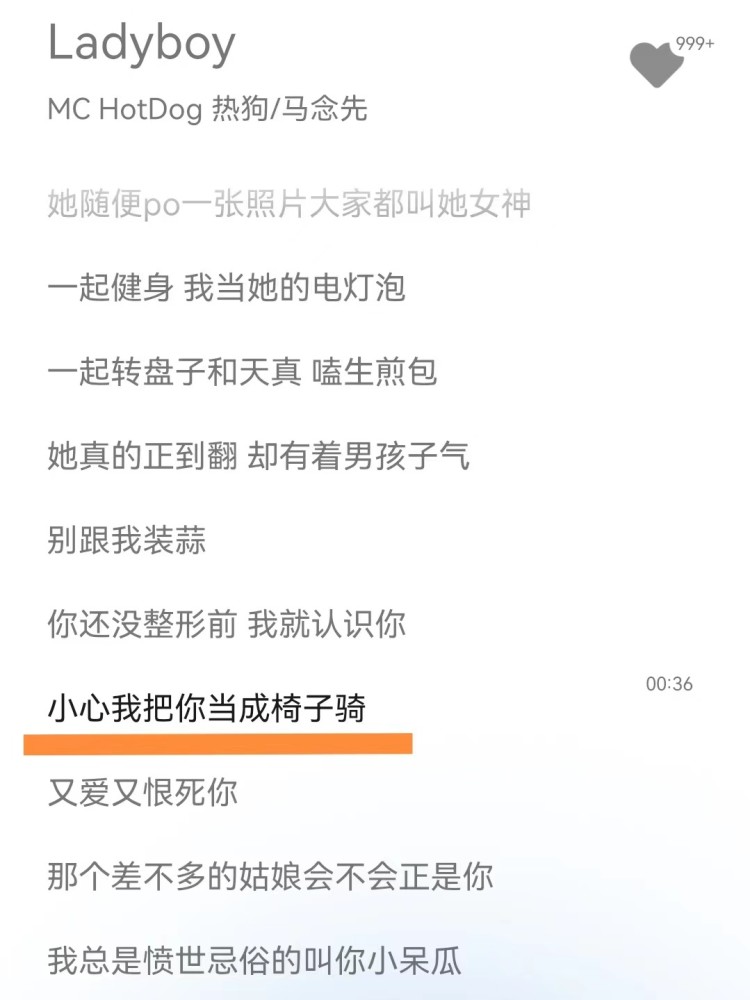 Ladyboy
999+
MC HotDog 热狗/马念先
她随便po一张照片大家都叫她女神
一起健身 我当她的电灯泡
一起转盘子和天真 嗑生煎包
她真的正到翻 却有着男孩子气
别跟我装蒜
你还没整形前 我就认识你
00:36
小心我把你当成椅子骑
又爱又恨死你
那个差不多的姑娘会不会正是你
我总是愤世忌俗的叫你小呆瓜